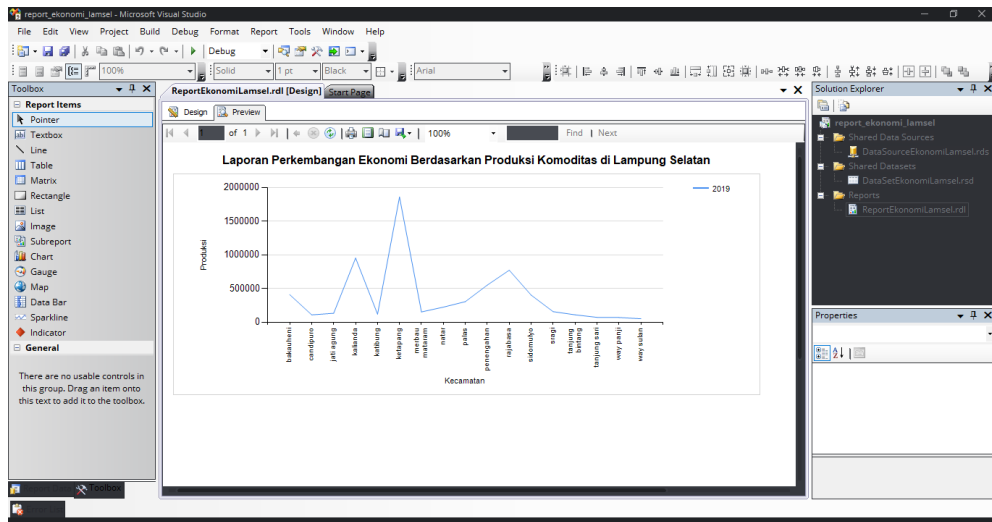 report_ekonomi_lamsel - Microsoft Visual Studio
File Edit View Project Build Debug Format Report Tools Window Help
Debug
100% Solid 1 pt Black Arial
Toolbox
Report Items
Pointer
Textbox
Line
Table
Matrix
Rectangle
List
Image
Subreport
Chart
Gauge
Map
Data Bar
Sparkline
Indicator
General
There are no usable controls in
this group. Drag an item onto
this text to add it to the toolbox.
Toolbox
ReportEkonomiLamsel.rdl [Design] Start Page
Design Preview
1 of 1 100% Find | Next
Laporan Perkembangan Ekonomi Berdasarkan Produksi Komoditas di Lampung Selatan
2000000
1500000
1000000
500000
0
Produksi
2019
bakauheni
candipuro
jati agung
kalianda
katibung
ketapang
merbau
mataram
natar
palas
penengahan
rajabasa
sidomulyo
sragi
tanjung
bintang
tanjung sari
way panji
way sulan
Kecamatan
Solution Explorer
report_ekonomi_lamsel
Shared Data Sources
DataSourceEkonomiLamsel.rds
Shared Datasets
DataSetEkonomiLamsel.rsd
Reports
ReportEkonomiLamsel.rdl
Properties